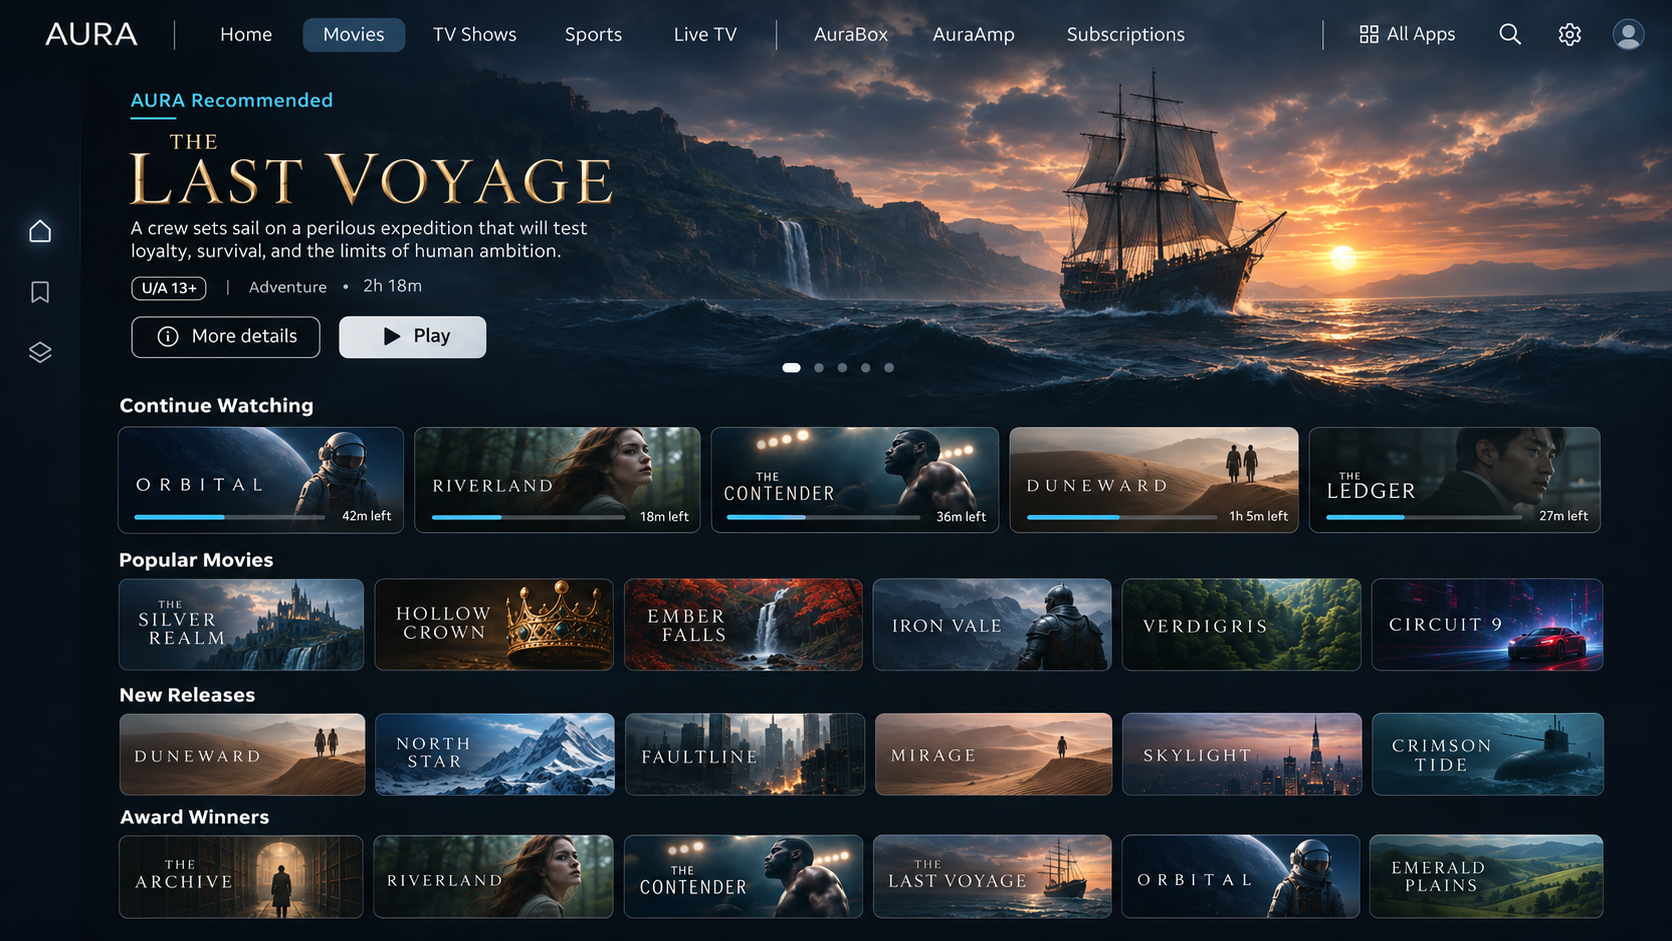 AURA
Home
Movies
TV Shows
Sports
Live TV
AuraBox
AuraAmp
Subscriptions
All Apps
AURA Recommended
THE
LAST VOYAGE
A crew sets sail on a perilous expedition that will test
loyalty, survival, and the limits of human ambition.
U/A 13+ | Adventure • 2h 18m
More details
Play
Continue Watching
ORBITAL
42m left
RIVERLAND
18m left
THE
CONTENDER
36m left
DUNEWARD
1h 5m left
THE
LEDGER
27m left
Popular Movies
THE
SILVER
REALM
HOLLOW
CROWN
EMBER
FALLS
IRON VALE
VERDIGRIS
CIRCUIT 9
New Releases
DUNEWARD
NORTH
STAR
FAULTLINE
MIRAGE
SKYLIGHT
CRIMSON
TIDE
Award Winners
THE
ARCHIVE
RIVERLAND
THE
CONTENDER
THE
LAST VOYAGE
ORBITAL
EMERALD
PLAINS